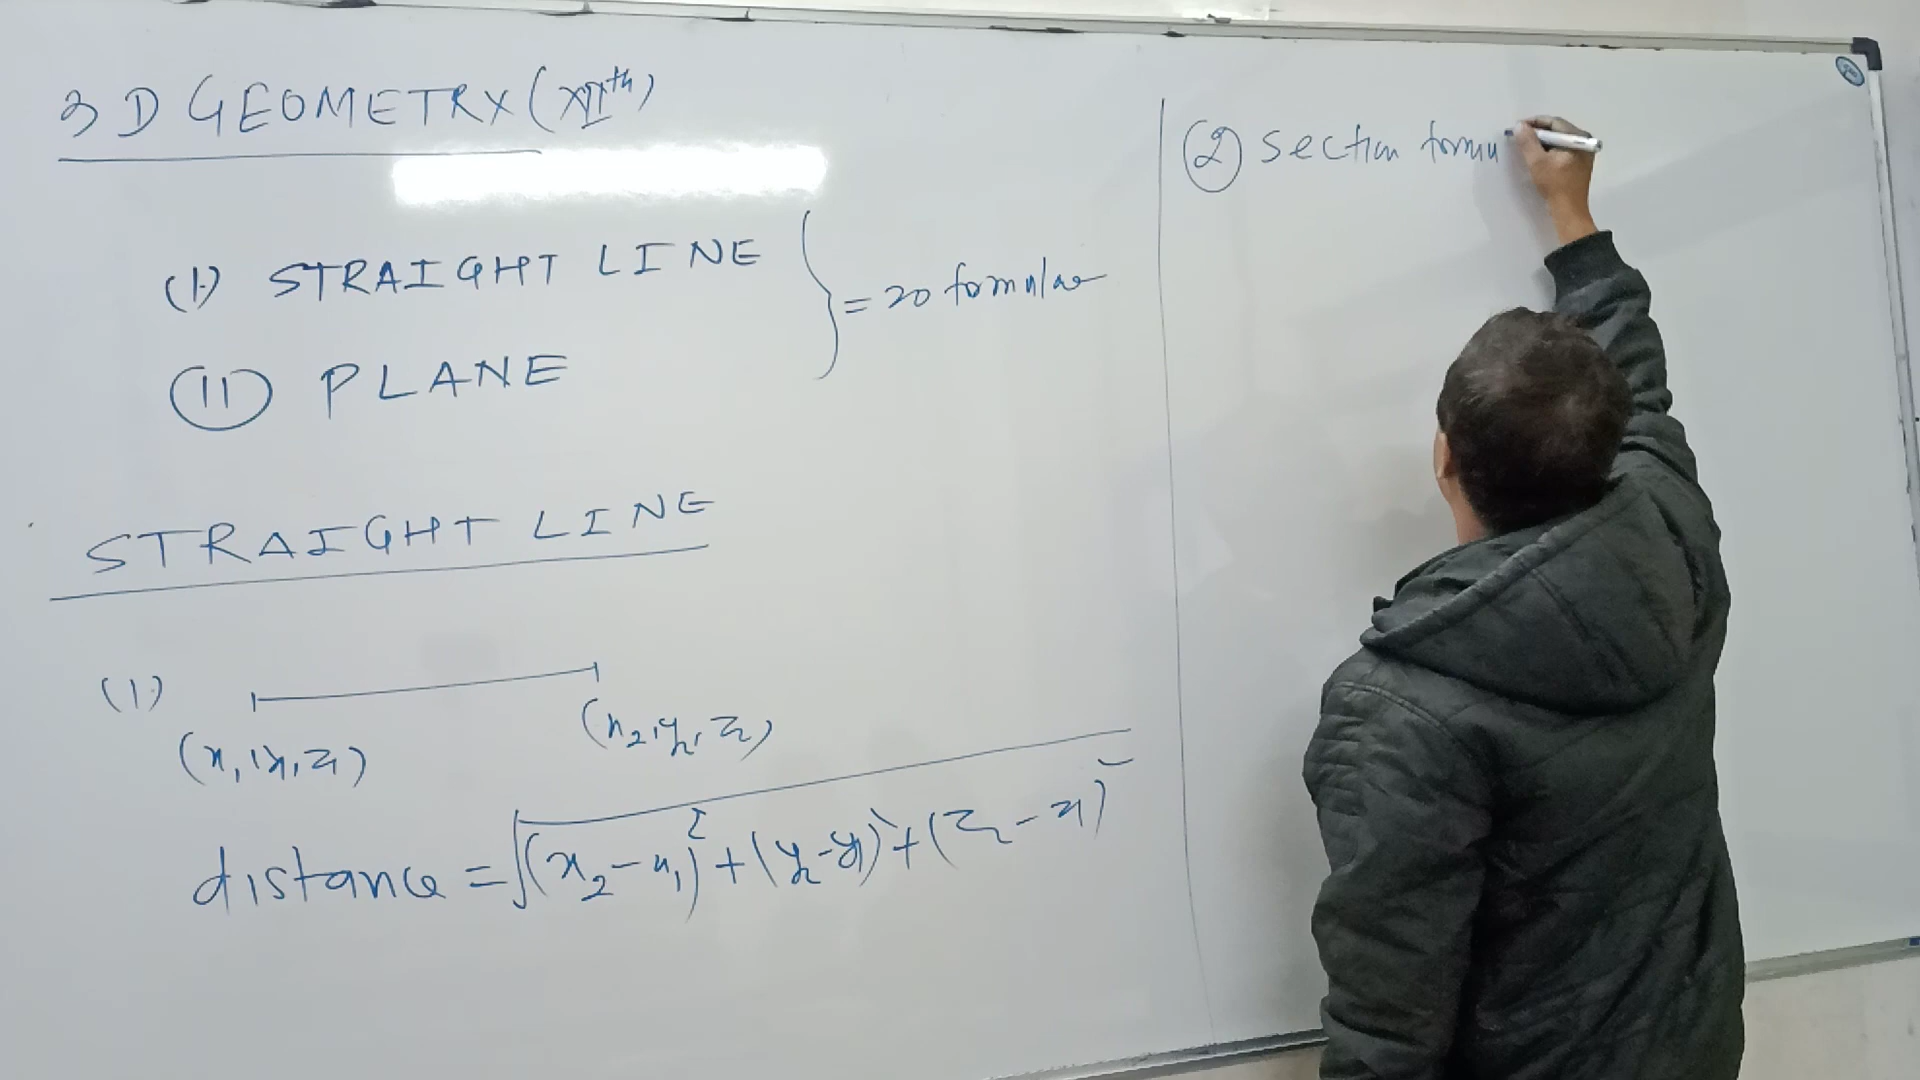 3 D GEOMETRY (XIIth)
(1) STRAIGHT LINE
= 20 formulae
(11) PLANE
STRAIGHT LINE
(1)
(x1, y1, z1)
(x2, y2, z2)
distance = √(x2-x1)²+(y2-y1)²+(z2-z1)²
(2) section formu